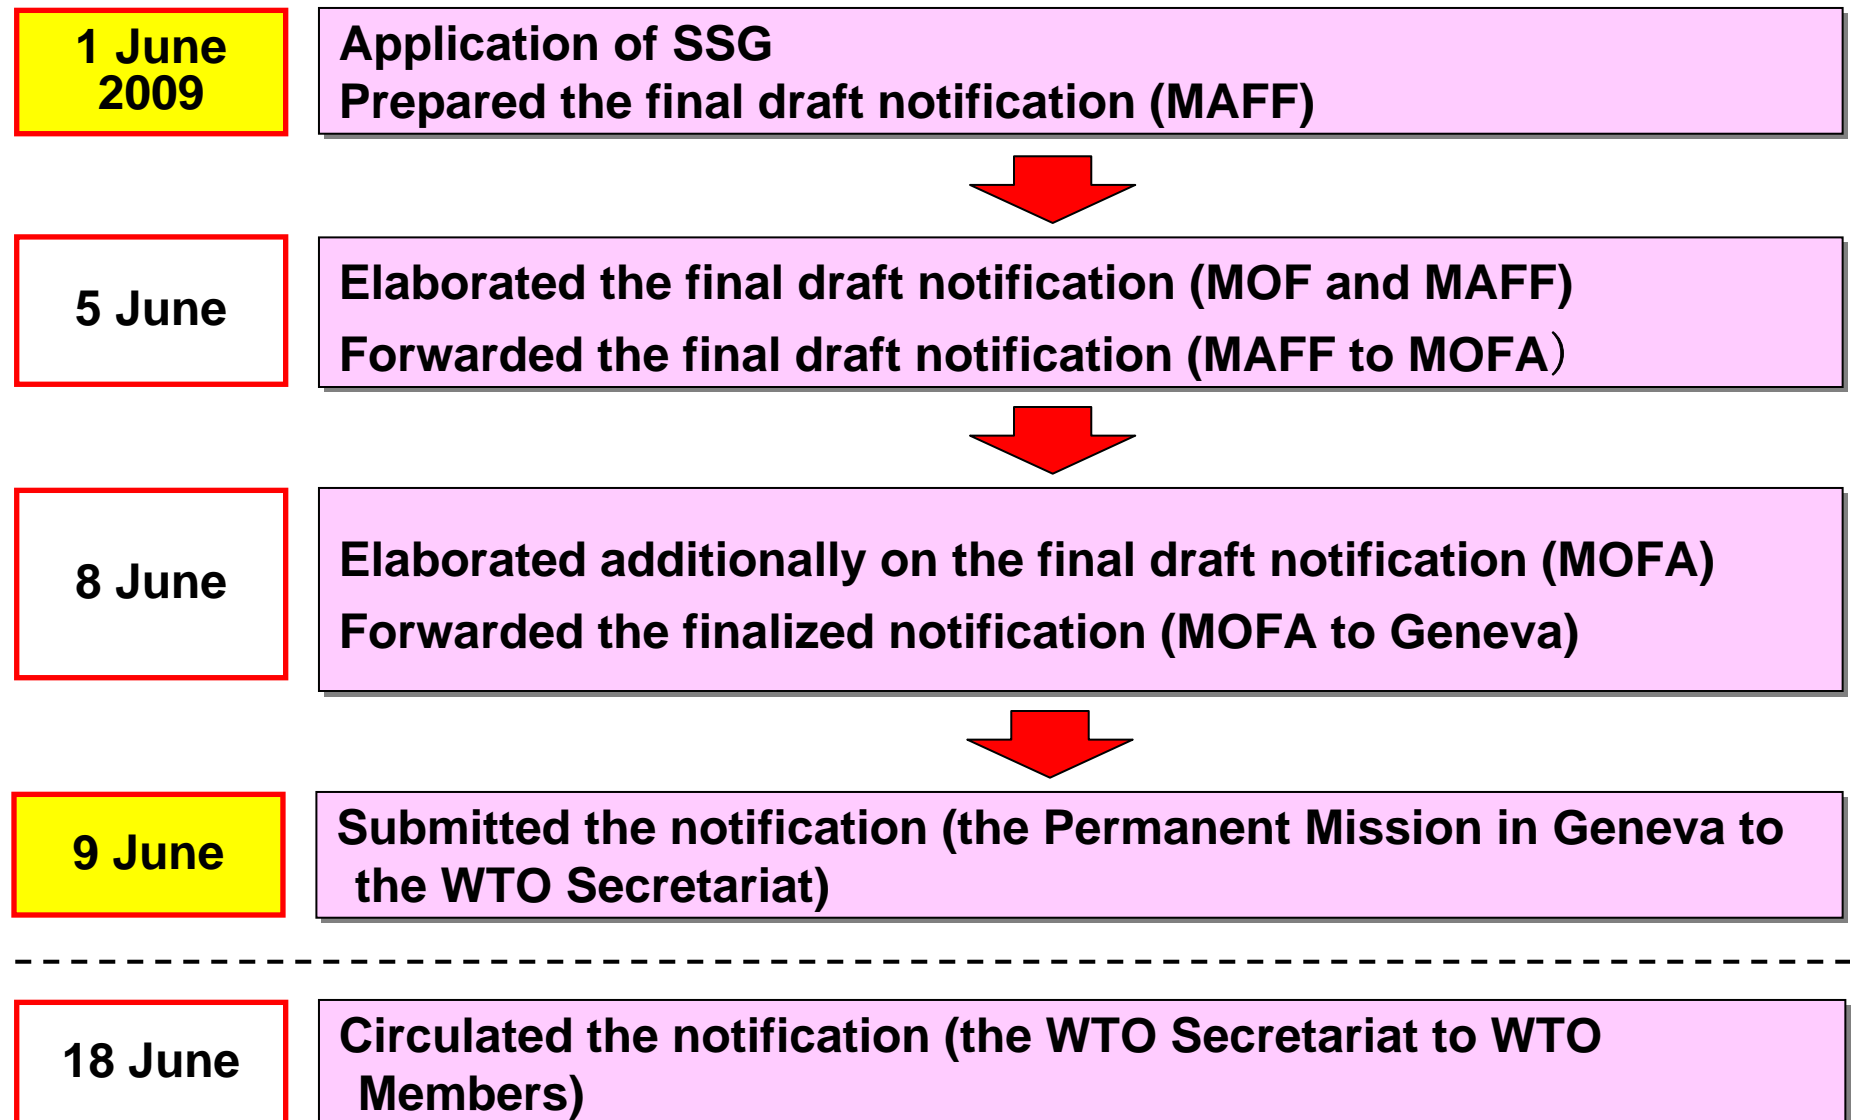 1 June
2009
Application of SSG
Prepared the final draft notification (MAFF)
5 June
Elaborated the final draft notification (MOF and MAFF)
Forwarded the final draft notification (MAFF to MOFA）
8 June
Elaborated additionally on the final draft notification (MOFA)
Forwarded the finalized notification (MOFA to Geneva)
9 June
Submitted the notification (the Permanent Mission in Geneva to
the WTO Secretariat)
18 June
Circulated the notification (the WTO Secretariat to WTO
Members)